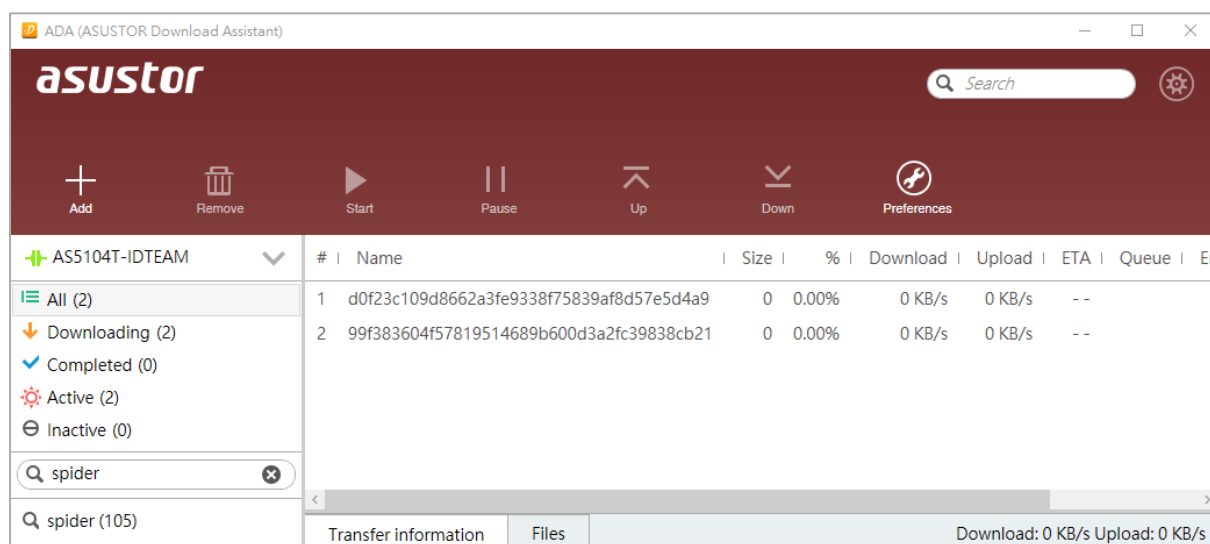 ADA (ASUSTOR Download Assistant)
asustor
Search
Add Remove Start Pause Up Down Preferences
AS5104T-IDTEAM
# Name Size % Download Upload ETA Queue
1 d0f23c109d8662a3fe9338f75839af8d57e5d4a9 0 0.00% 0 KB/s 0 KB/s - -
2 99f383604f57819514689b600d3a2fc39838cb21 0 0.00% 0 KB/s 0 KB/s - -
All (2)
Downloading (2)
Completed (0)
Active (2)
Inactive (0)
spider
spider (105)
Transfer information Files Download: 0 KB/s Upload: 0 KB/s